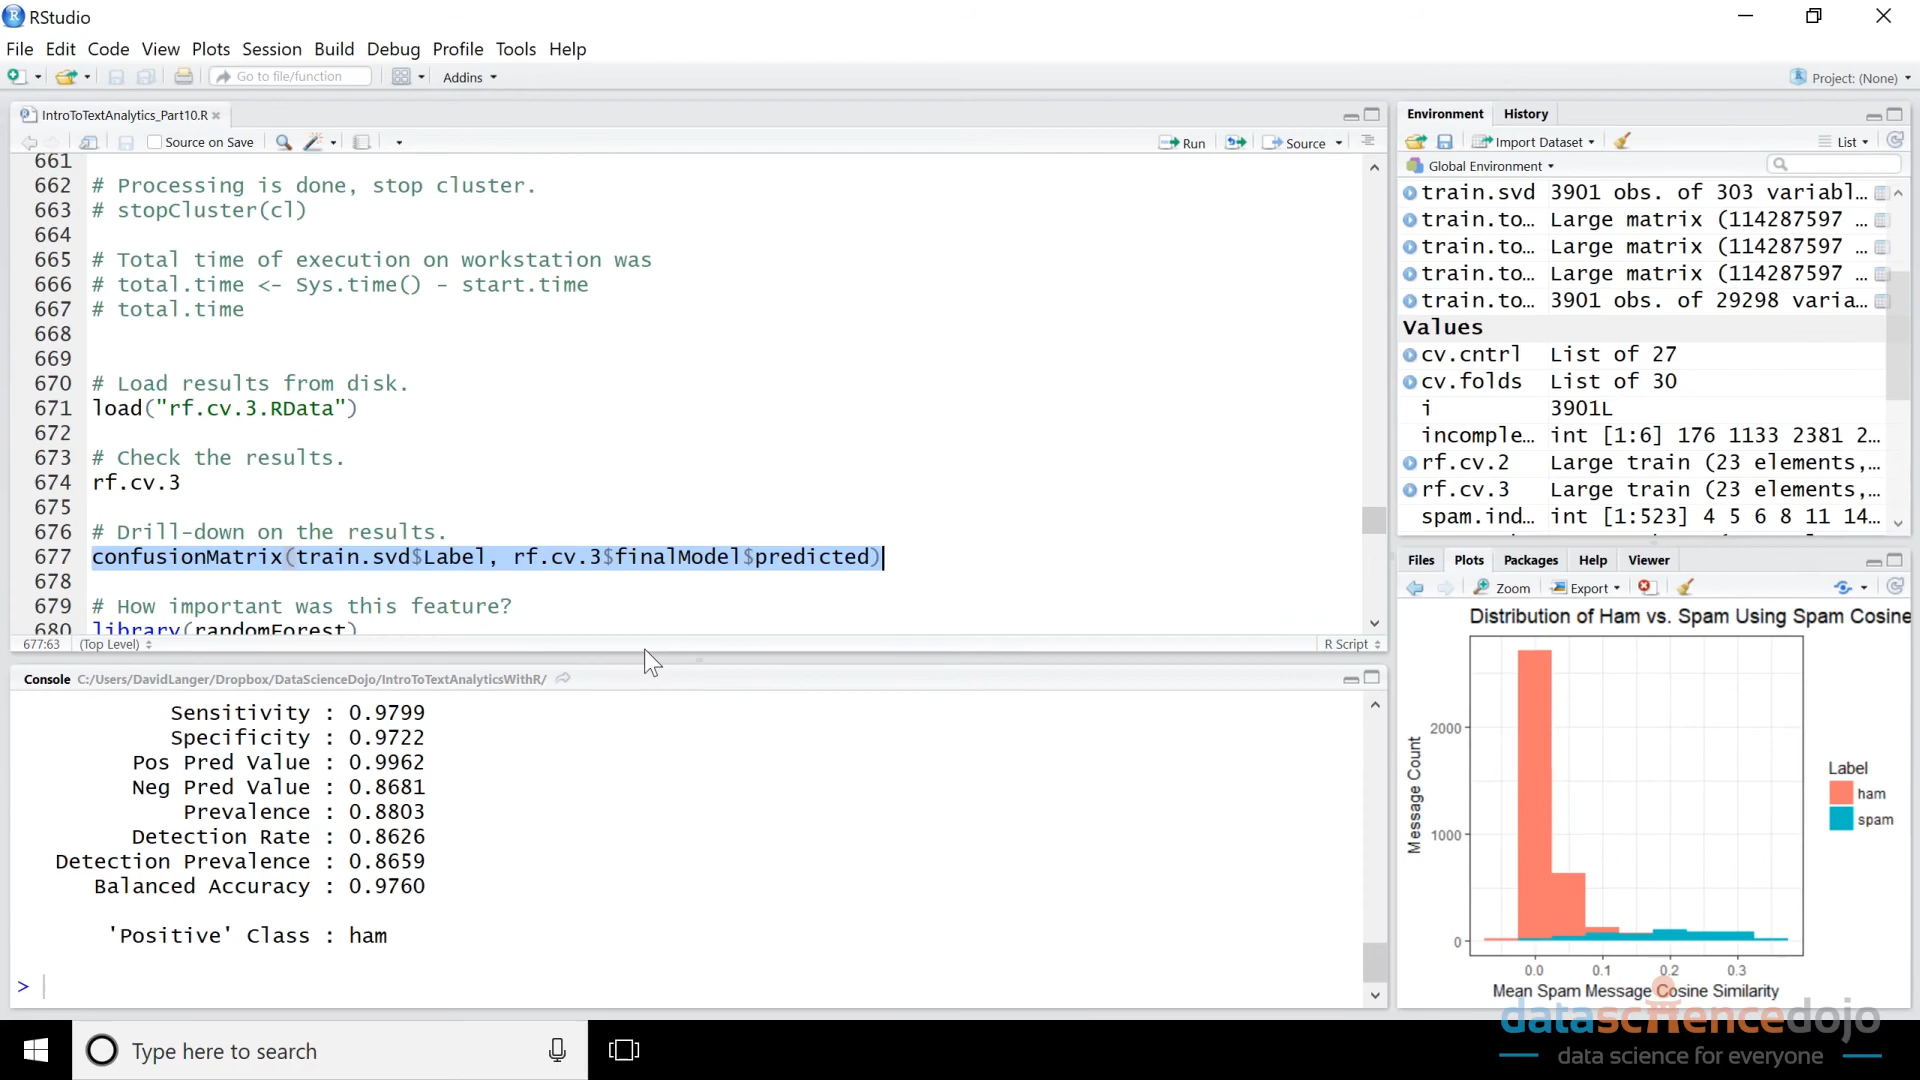 RStudio
File Edit Code View Plots Session Build Debug Profile Tools Help
Go to file/function
Addins
Project: (None)
IntroToTextAnalytics_Part10.R
Source on Save
Run
Source
661
662 # Processing is done, stop cluster.
663 # stopCluster(cl)
664
665 # Total time of execution on workstation was
666 # total.time <- Sys.time() - start.time
667 # total.time
668
669
670 # Load results from disk.
671 load("rf.cv.3.RData")
672
673 # Check the results.
674 rf.cv.3
675
676 # Drill-down on the results.
677 confusionMatrix(train.svd$Label, rf.cv.3$finalModel$predicted)
678
679 # How important was this feature?
680 library(randomForest)
677:63 (Top Level) R Script
Console C:/Users/DavidLanger/Dropbox/DataScienceDojo/IntroToTextAnalyticsWithR/
Sensitivity : 0.9799
Specificity : 0.9722
Pos Pred Value : 0.9962
Neg Pred Value : 0.8681
Prevalence : 0.8803
Detection Rate : 0.8626
Detection Prevalence : 0.8659
Balanced Accuracy : 0.9760
'Positive' Class : ham
>
Environment History
Import Dataset
List
Global Environment
train.svd 3901 obs. of 303 variabl…
train.to… Large matrix (114287597 …
train.to… Large matrix (114287597 …
train.to… Large matrix (114287597 …
train.to… 3901 obs. of 29298 varia…
Values
cv.cntrl List of 27
cv.folds List of 30
i 3901L
incomple… int [1:6] 176 1133 2381 2…
rf.cv.2 Large train (23 elements,…
rf.cv.3 Large train (23 elements,…
spam.ind… int [1:523] 4 5 6 8 11 14…
Files Plots Packages Help Viewer
Zoom Export
Distribution of Ham vs. Spam Using Spam Cosine
Message Count
2000
1000
0
0.0 0.1 0.2 0.3
Mean Spam Message Cosine Similarity
Label
ham
spam
datasciencedojo
data science for everyone
Type here to search